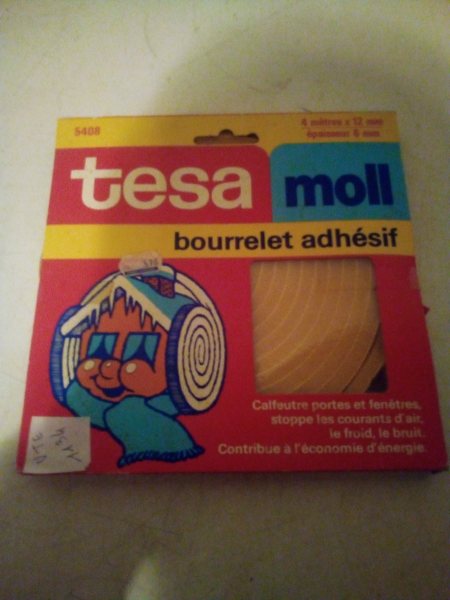 5408
4 mètres x 12 mm
épaisseur 6 mm
tesa moll
bourrelet adhésif
Calfeutre portes et fenêtres,
stoppe les courants d'air,
le froid, le bruit.
Contribue à l'économie d'énergie.
1134